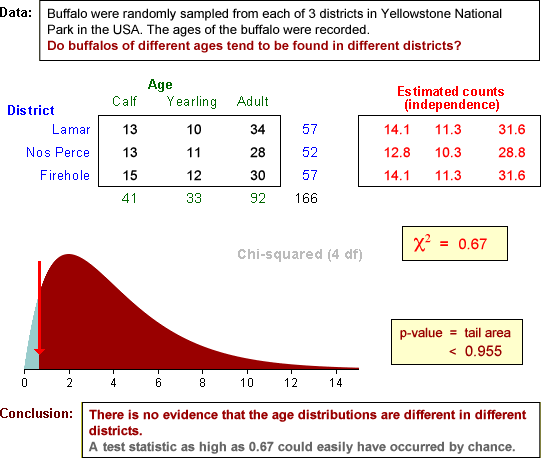 Data: Buffalo were randomly sampled from each of 3 districts in Yellowstone National
Park in the USA. The ages of the buffalo were recorded.
Do buffalos of different ages tend to be found in different districts?
Age
District Calf Yearling Adult
Lamar 13 10 34 57
Nos Perce 13 11 28 52
Firehole 15 12 30 57
41 33 92 166
Estimated counts
(independence)
14.1 11.3 31.6
12.8 10.3 28.8
14.1 11.3 31.6
χ² = 0.67
Chi-squared (4 df)
p-value = tail area
< 0.955
0 2 4 6 8 10 12 14
Conclusion: There is no evidence that the age distributions are different in different
districts.
A test statistic as high as 0.67 could easily have occurred by chance.